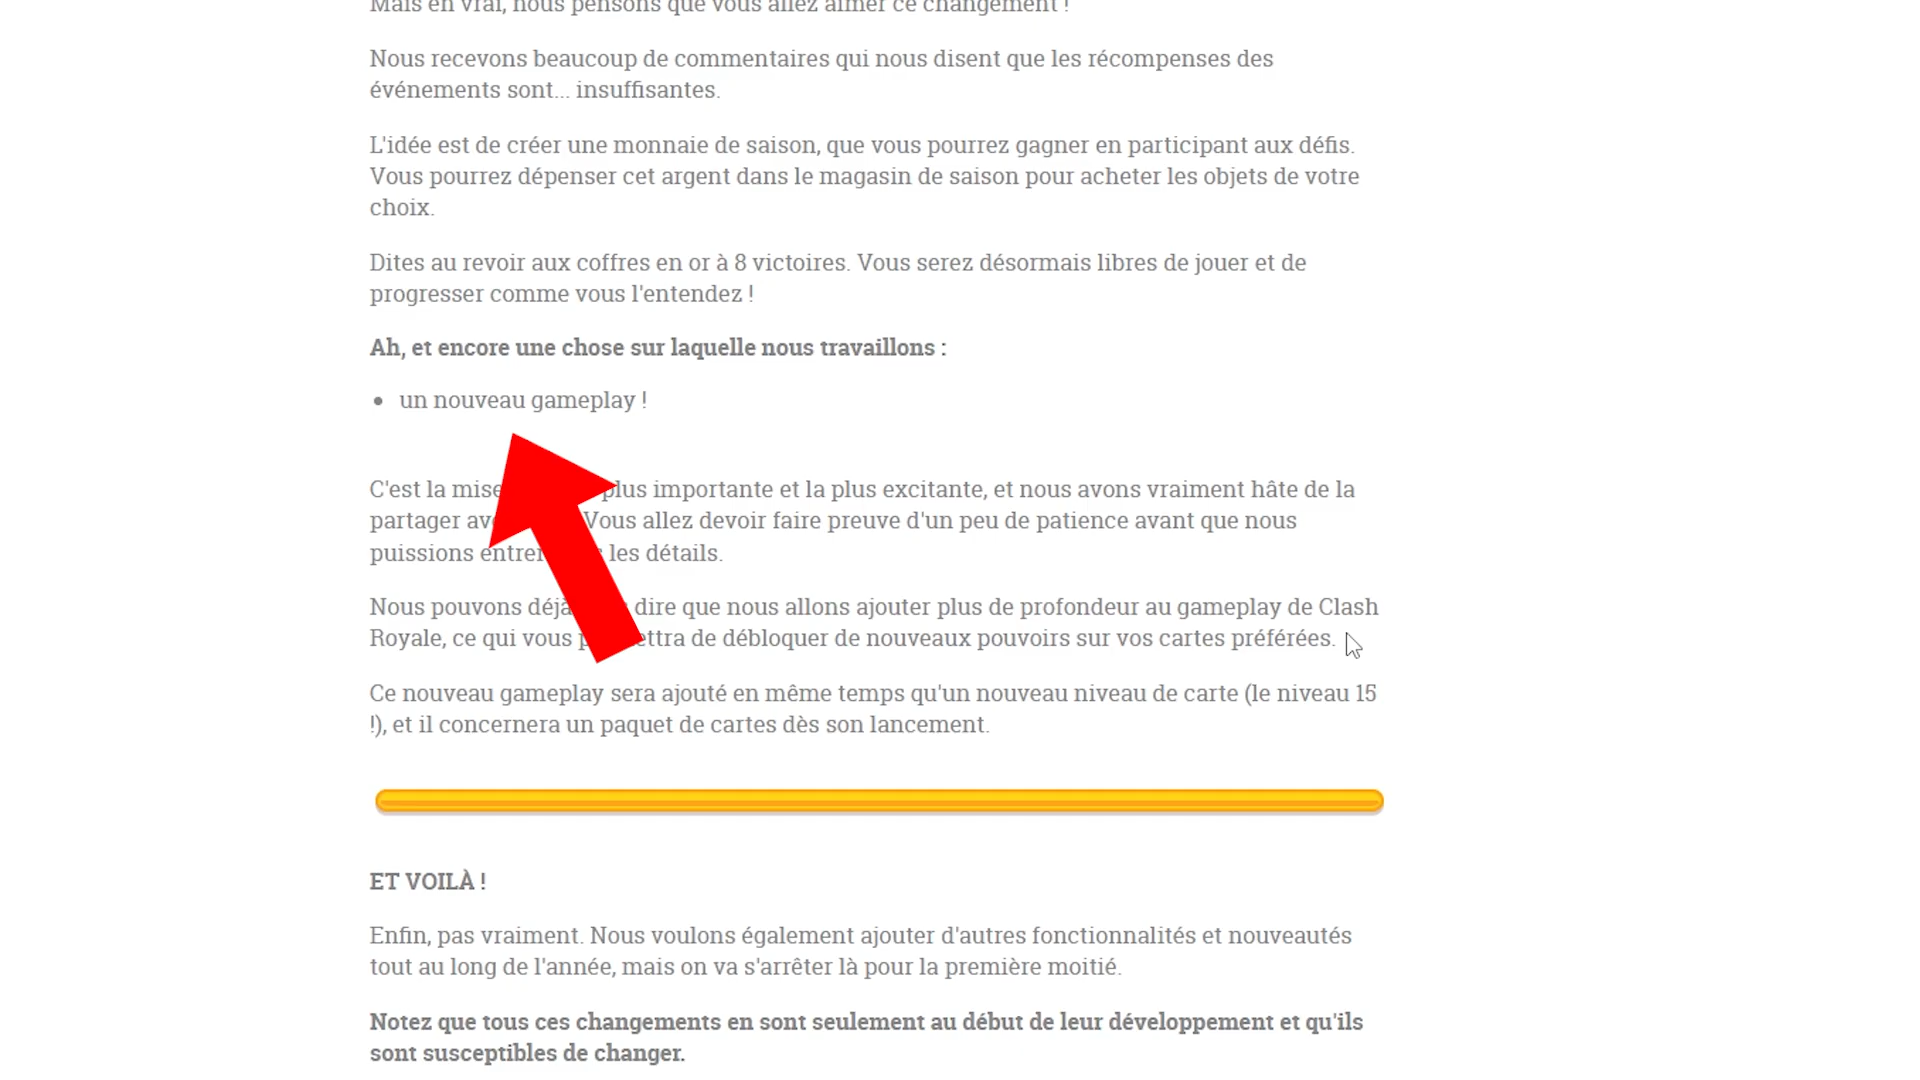 Mais en vrai, nous pensons que vous allez aimer ce changement !
Nous recevons beaucoup de commentaires qui nous disent que les récompenses des
événements sont... insuffisantes.
L'idée est de créer une monnaie de saison, que vous pourrez gagner en participant aux défis.
Vous pourrez dépenser cet argent dans le magasin de saison pour acheter les objets de votre
choix.
Dites au revoir aux coffres en or à 8 victoires. Vous serez désormais libres de jouer et de
progresser comme vous l'entendez !
Ah, et encore une chose sur laquelle nous travaillons :
• un nouveau gameplay !
C'est la mise plus importante et la plus excitante, et nous avons vraiment hâte de la
partager Vous allez devoir faire preuve d'un peu de patience avant que nous
puissions entrer les détails.
Nous pouvons déjà dire que nous allons ajouter plus de profondeur au gameplay de Clash
Royale, ce qui vous de débloquer de nouveaux pouvoirs sur vos cartes préférées.
Ce nouveau gameplay sera ajouté en même temps qu'un nouveau niveau de carte (le niveau 15
!), et il concernera un paquet de cartes dès son lancement.
ET VOILÀ !
Enfin, pas vraiment. Nous voulons également ajouter d'autres fonctionnalités et nouveautés
tout au long de l'année, mais on va s'arrêter là pour la première moitié.
Notez que tous ces changements en sont seulement au début de leur développement et qu'ils
sont susceptibles de changer.